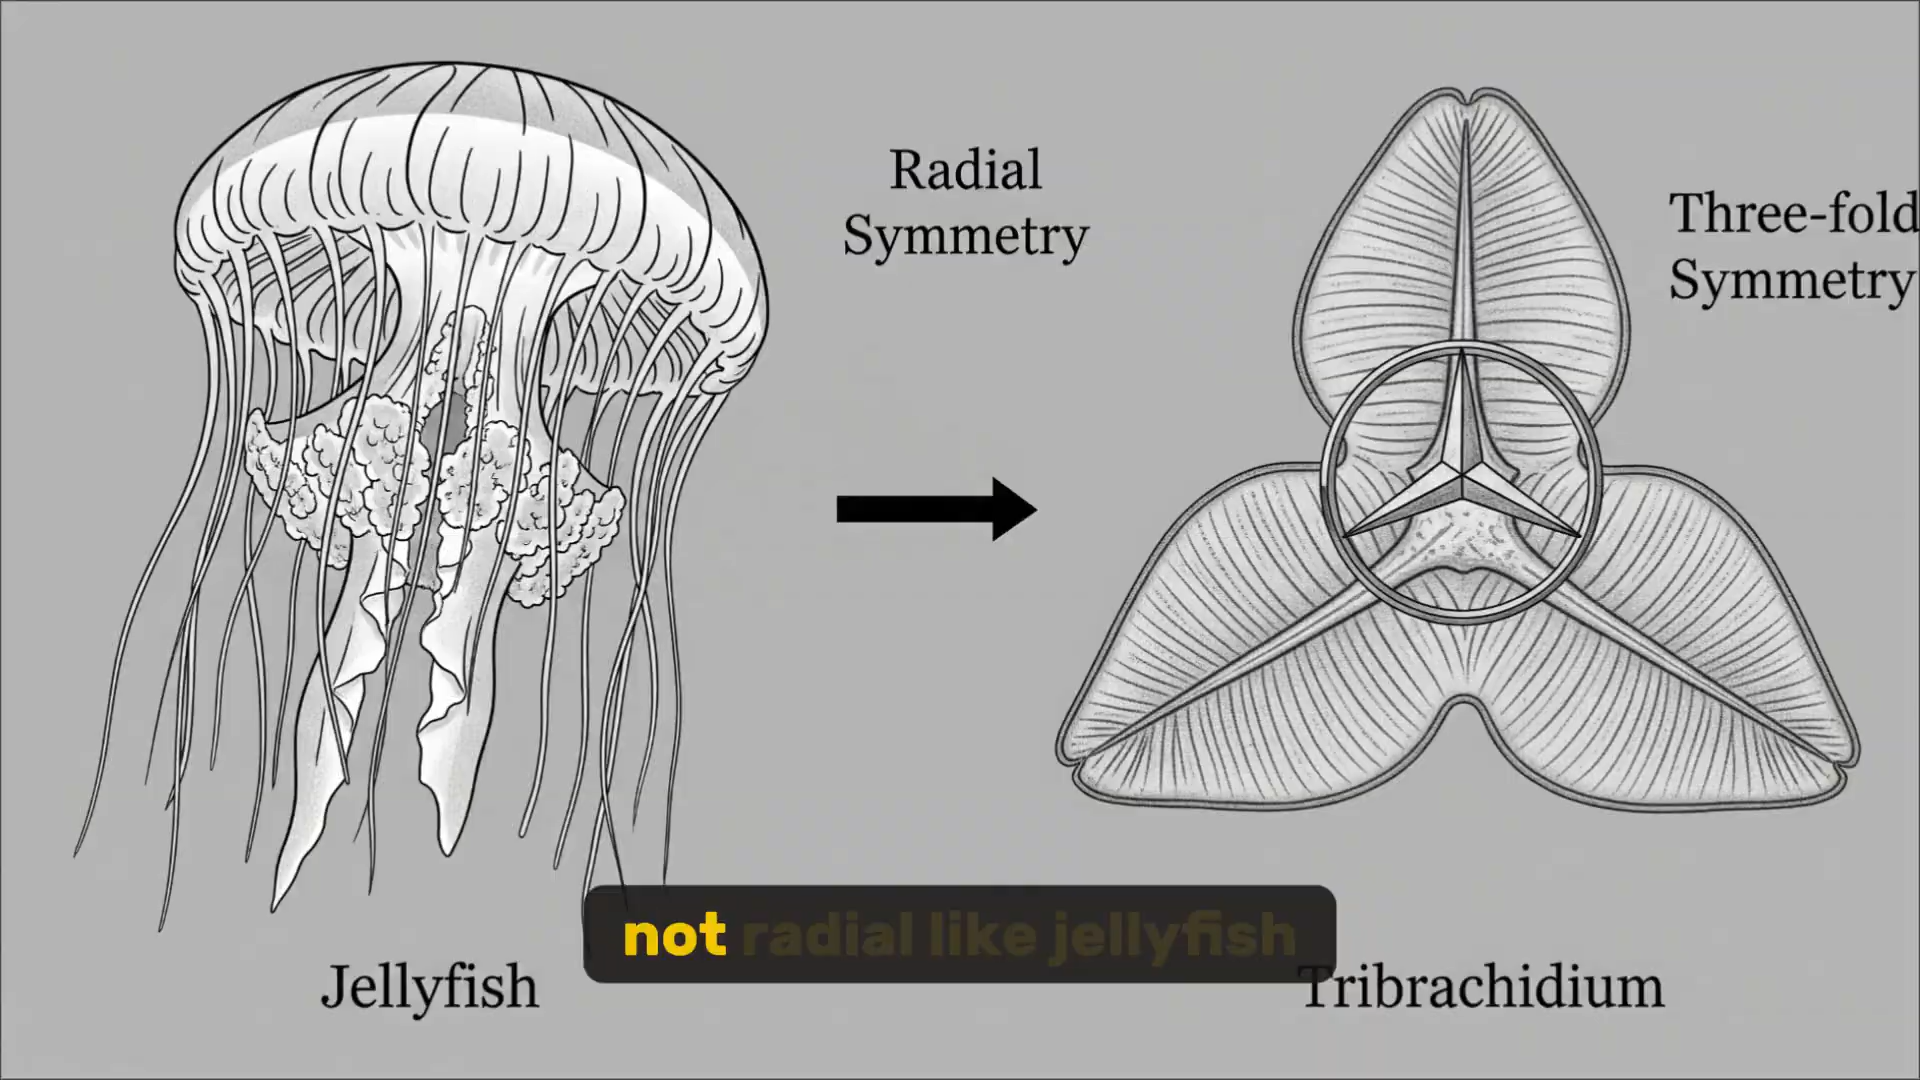 Radial
Symmetry
Three-fold
Symmetry
not radial like jellyfish
Jellyfish
Tribrachidium